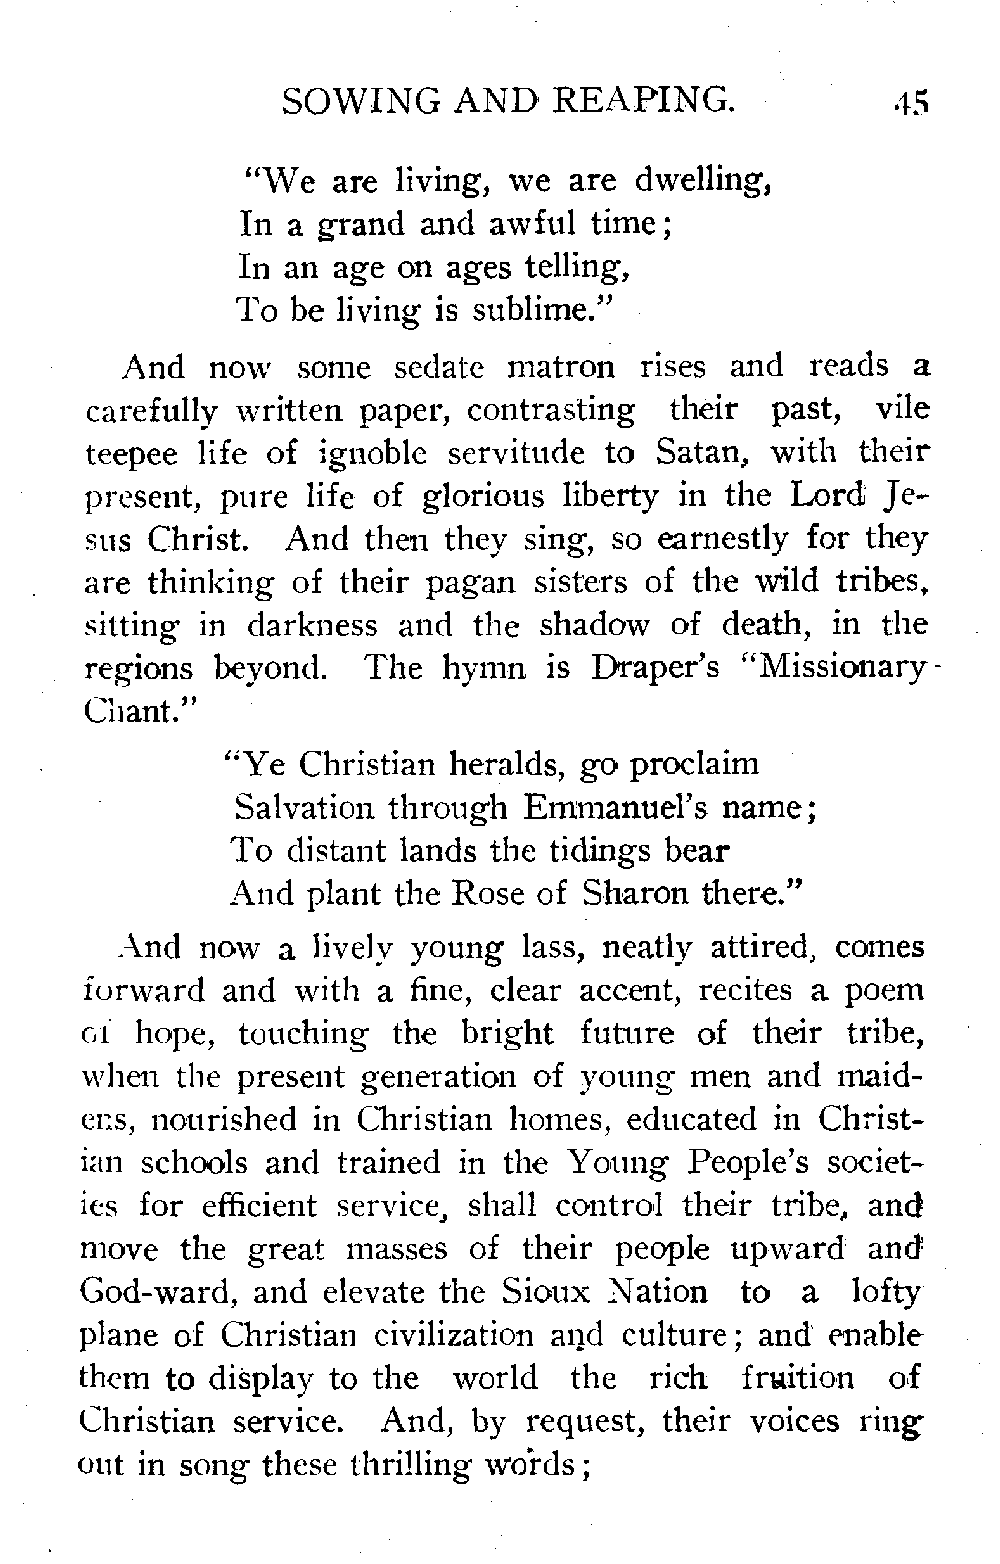 SOWING AND REAPING. 45
“We are living, we are dwelling,
In a grand and awful time;
In an age on ages telling,
To be living is sublime.”
And now some sedate matron rises and reads a
carefully written paper, contrasting their past, vile
teepee life of ignoble servitude to Satan, with their
present, pure life of glorious liberty in the Lord Je-
sus Christ. And then they sing, so earnestly for they
are thinking of their pagan sisters of the wild tribes,
sitting in darkness and the shadow of death, in the
regions beyond. The hymn is Draper’s “Missionary-
Chant.”
“Ye Christian heralds, go proclaim
Salvation through Emmanuel’s name;
To distant lands the tidings bear
And plant the Rose of Sharon there.”
And now a lively young lass, neatly attired, comes
forward and with a fine, clear accent, recites a poem
of hope, touching the bright future of their tribe,
when the present generation of young men and maid-
ens, nourished in Christian homes, educated in Christ-
ian schools and trained in the Young People’s societ-
ies for efficient service, shall control their tribe, and
move the great masses of their people upward and
God-ward, and elevate the Sioux Nation to a lofty
plane of Christian civilization and culture; and enable
them to display to the world the rich fruition of
Christian service. And, by request, their voices ring
out in song these thrilling words;